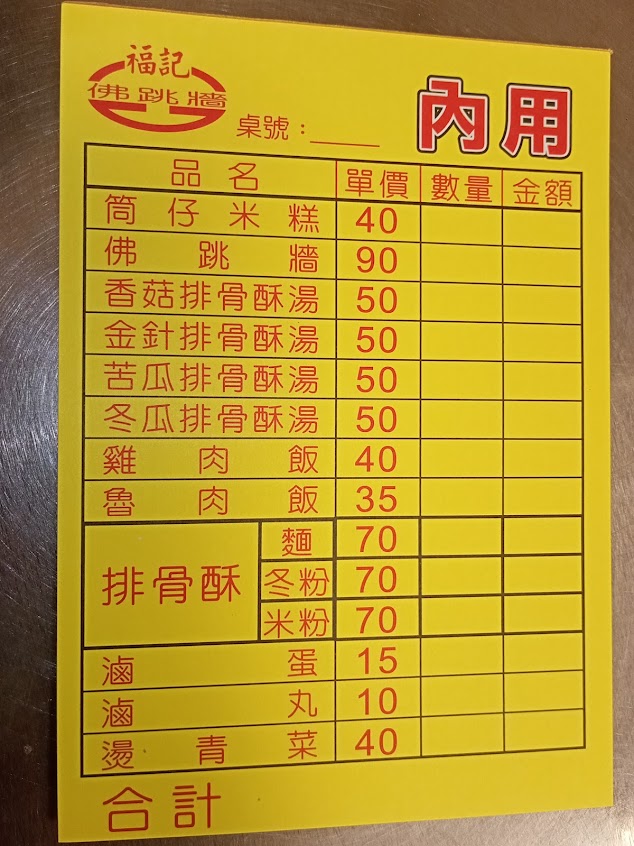 福記
佛跳牆
桌號：____
內用
品名 單價 數量 金額
筒仔米糕 40
佛跳牆 90
香菇排骨酥湯 50
金針排骨酥湯 50
苦瓜排骨酥湯 50
冬瓜排骨酥湯 50
雞肉飯 40
魯肉飯 35
排骨酥 麵 70
冬粉 70
米粉 70
滷蛋 15
滷丸 10
燙青菜 40
合計